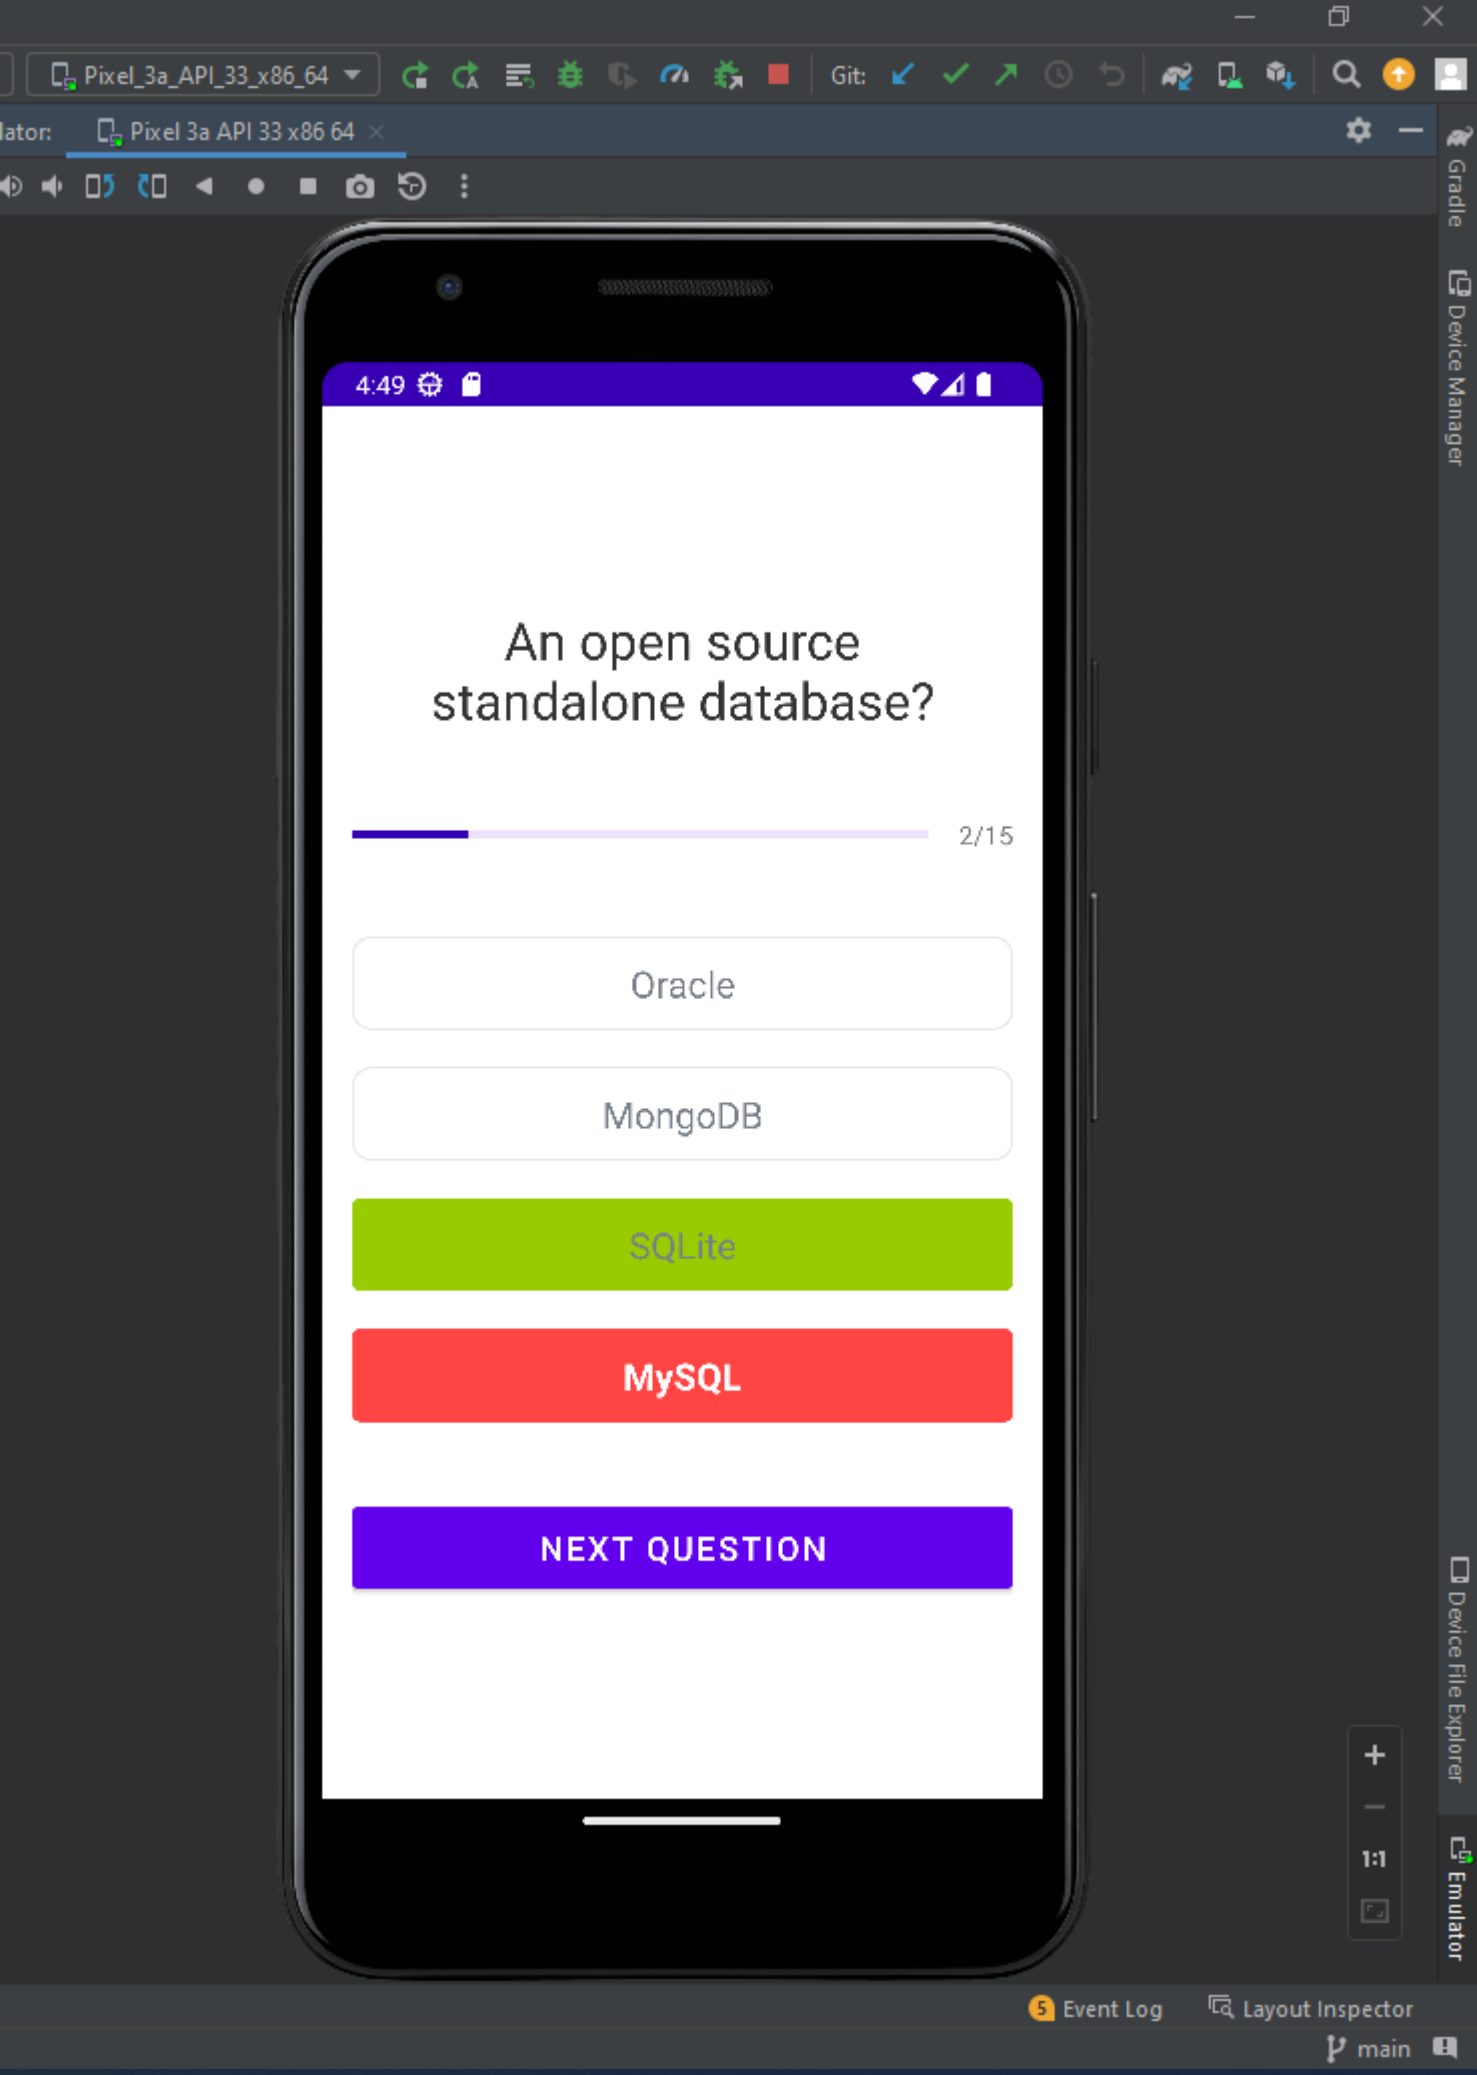 Pixel_3a_API_33_x86_64
Git:
lator:
Pixel 3a API 33 x86 64
Gradle
Device Manager
4:49
An open source
standalone database?
2/15
Oracle
MongoDB
SQLite
MySQL
NEXT QUESTION
Device File Explorer
1:1
Emulator
5 Event Log
Layout Inspector
main